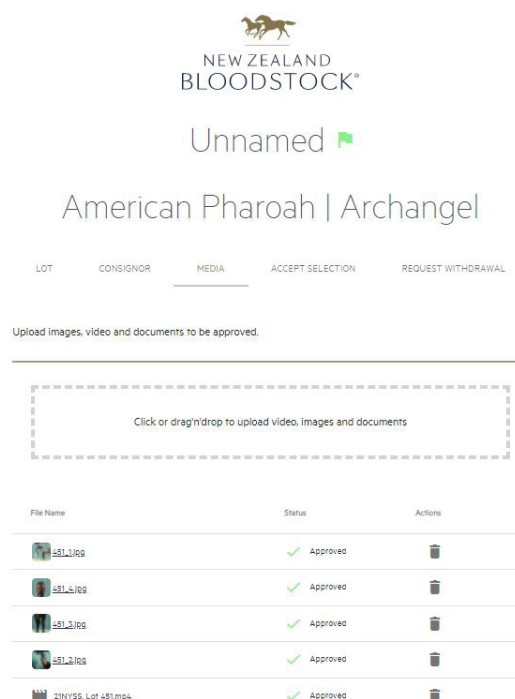 NEW ZEALAND
BLOODSTOCK®
Unnamed
American Pharoah | Archangel
LOT CONSIGNOR MEDIA ACCEPT SELECTION REQUEST WITHDRAWAL
Upload images, video and documents to be approved.
Click or drag'n'drop to upload video, images and documents
File Name Status Actions
451_1.jpg Approved
451_4.jpg Approved
451_3.jpg Approved
451_2.jpg Approved
21NYSS, Lot 451.mp4 Approved